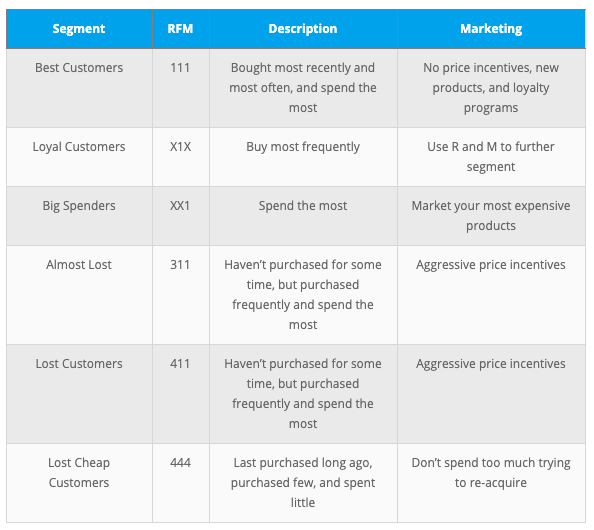 Segment RFM Description Marketing
Best Customers 111 Bought most recently and No price incentives, new
most often, and spend the products, and loyalty
most programs
Loyal Customers X1X Buy most frequently Use R and M to further
segment
Big Spenders XX1 Spend the most Market your most expensive
products
Almost Lost 311 Haven’t purchased for some Aggressive price incentives
time, but purchased
frequently and spend the
most
Lost Customers 411 Haven’t purchased for some Aggressive price incentives
time, but purchased
frequently and spend the
most
Lost Cheap 444 Last purchased long ago, Don’t spend too much trying
Customers purchased few, and spent to re-acquire
little